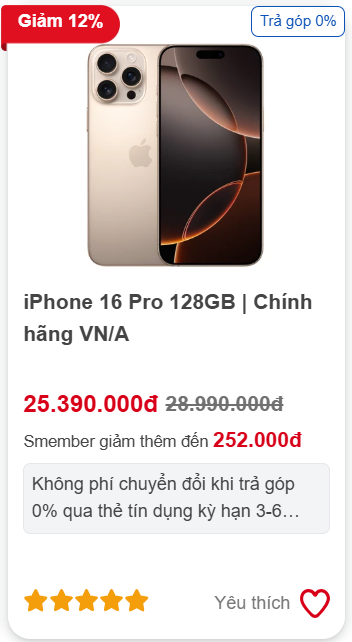 Giảm 12%
Trả góp 0%
iPhone 16 Pro 128GB | Chính
hãng VN/A
25.390.000đ 28.990.000đ
Smember giảm thêm đến 252.000đ
Không phí chuyển đổi khi trả góp
0% qua thẻ tín dụng kỳ hạn 3-6…
Yêu thích